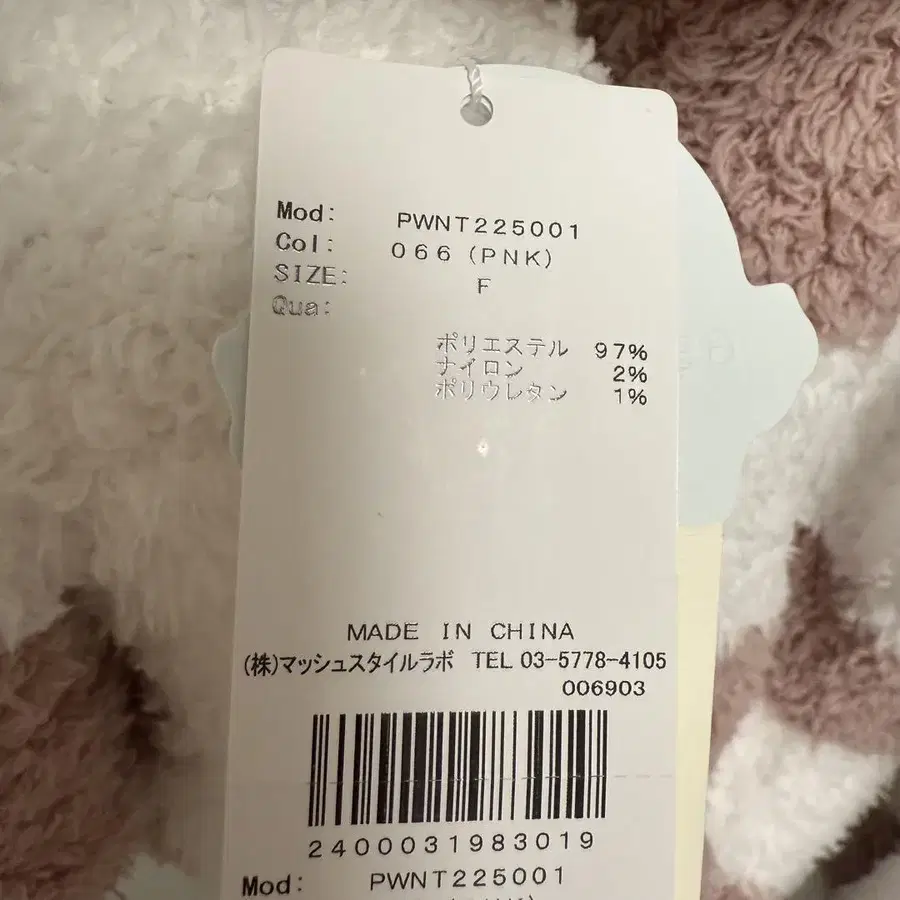 Mod: PWNT225001
Col: 066 (PNK)
SIZE: F
Qua:
ポリエステル 97%
ナイロン 2%
ポリウレタン 1%
MADE IN CHINA
(株)マッシュスタイルラボ TEL 03-5778-4105
006903
2400031983019
Mod: PWNT225001